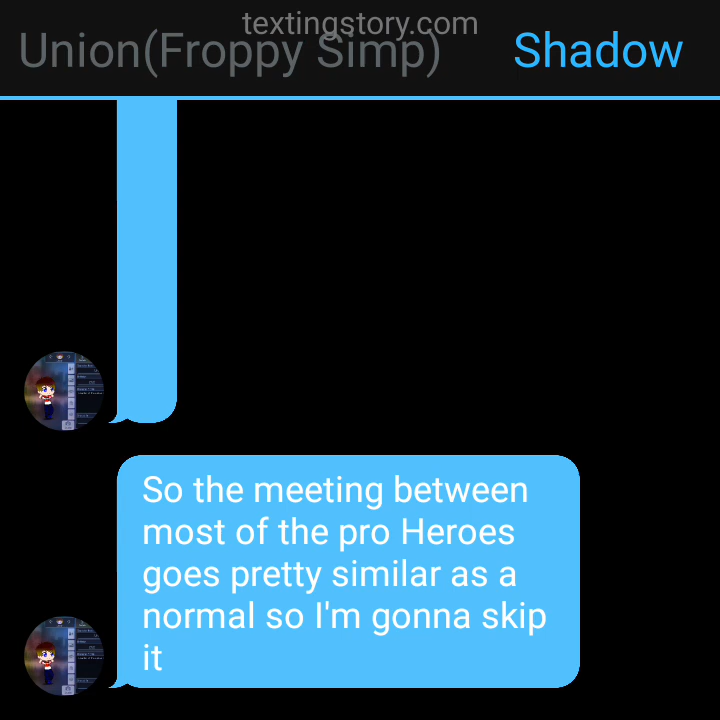 textingstory.com
Union(Froppy Simp) Shadow
So the meeting between
most of the pro Heroes
goes pretty similar as a
normal so I'm gonna skip
it